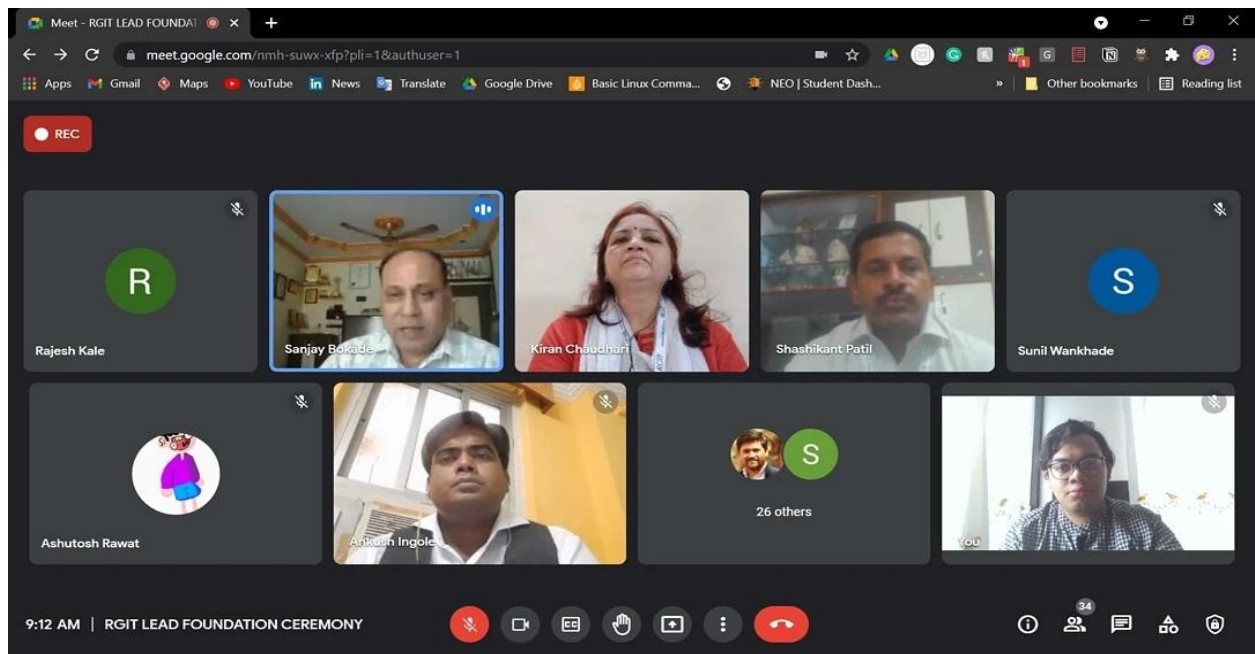 Meet - RGIT LEAD FOUNDAT
meet.google.com/nmh-suwx-xfp?pli=1&authuser=1
Apps Gmail Maps YouTube News Translate Google Drive Basic Linux Comma... NEO | Student Dash... » Other bookmarks Reading list
REC
R
S
Rajesh Kale
Sanjay Bokade
Kiran Chaudhari
Shashikant Patil
Sunil Wankhade
S
26 others
Ashutosh Rawat
Ankush Ingole
You
34
9:12 AM | RGIT LEAD FOUNDATION CEREMONY
CC